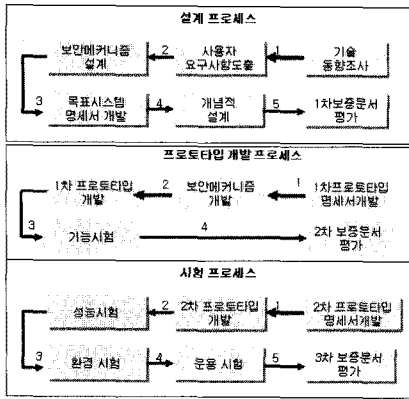 설계 프로세스
보안메커니즘
설계
2
사용자
요구사항도출
1
기술
동향조사
3
목표시스템
명세서 개발
4
개념적
설계
5
1차보증문서
평가
프로토타입 개발 프로세스
1차 프로토타입
개발
2
보안메커니즘
개발
1
1차프로토타입
명세서개발
3
기능시험
4
2차 보증문서
평가
시험 프로세스
성능시험
2
2차 프로토타입
개발
1
2차 프로토타입
명세서개발
3
환경 시험
4
운용 시험
5
3차 보증문서
평가